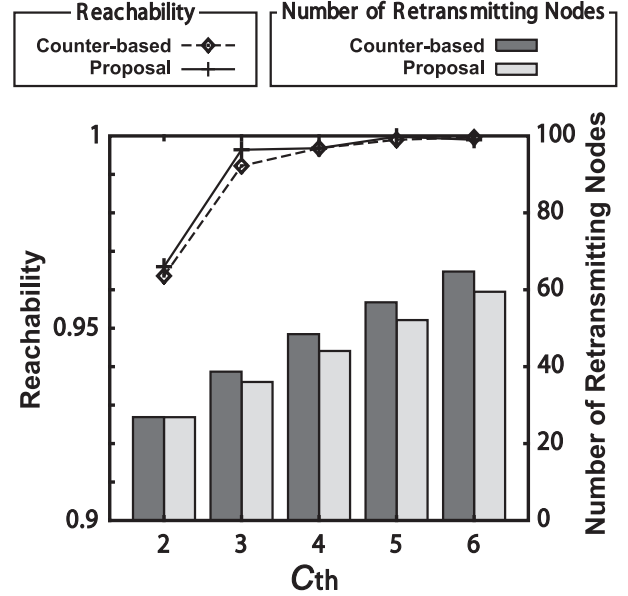 Reachability
Counter-based
Proposal
Number of Retransmitting Nodes
Counter-based
Proposal
1
0.95
0.9
Reachability
100
80
60
40
20
0
Number of Retransmitting Nodes
2 3 4 5 6
Cth